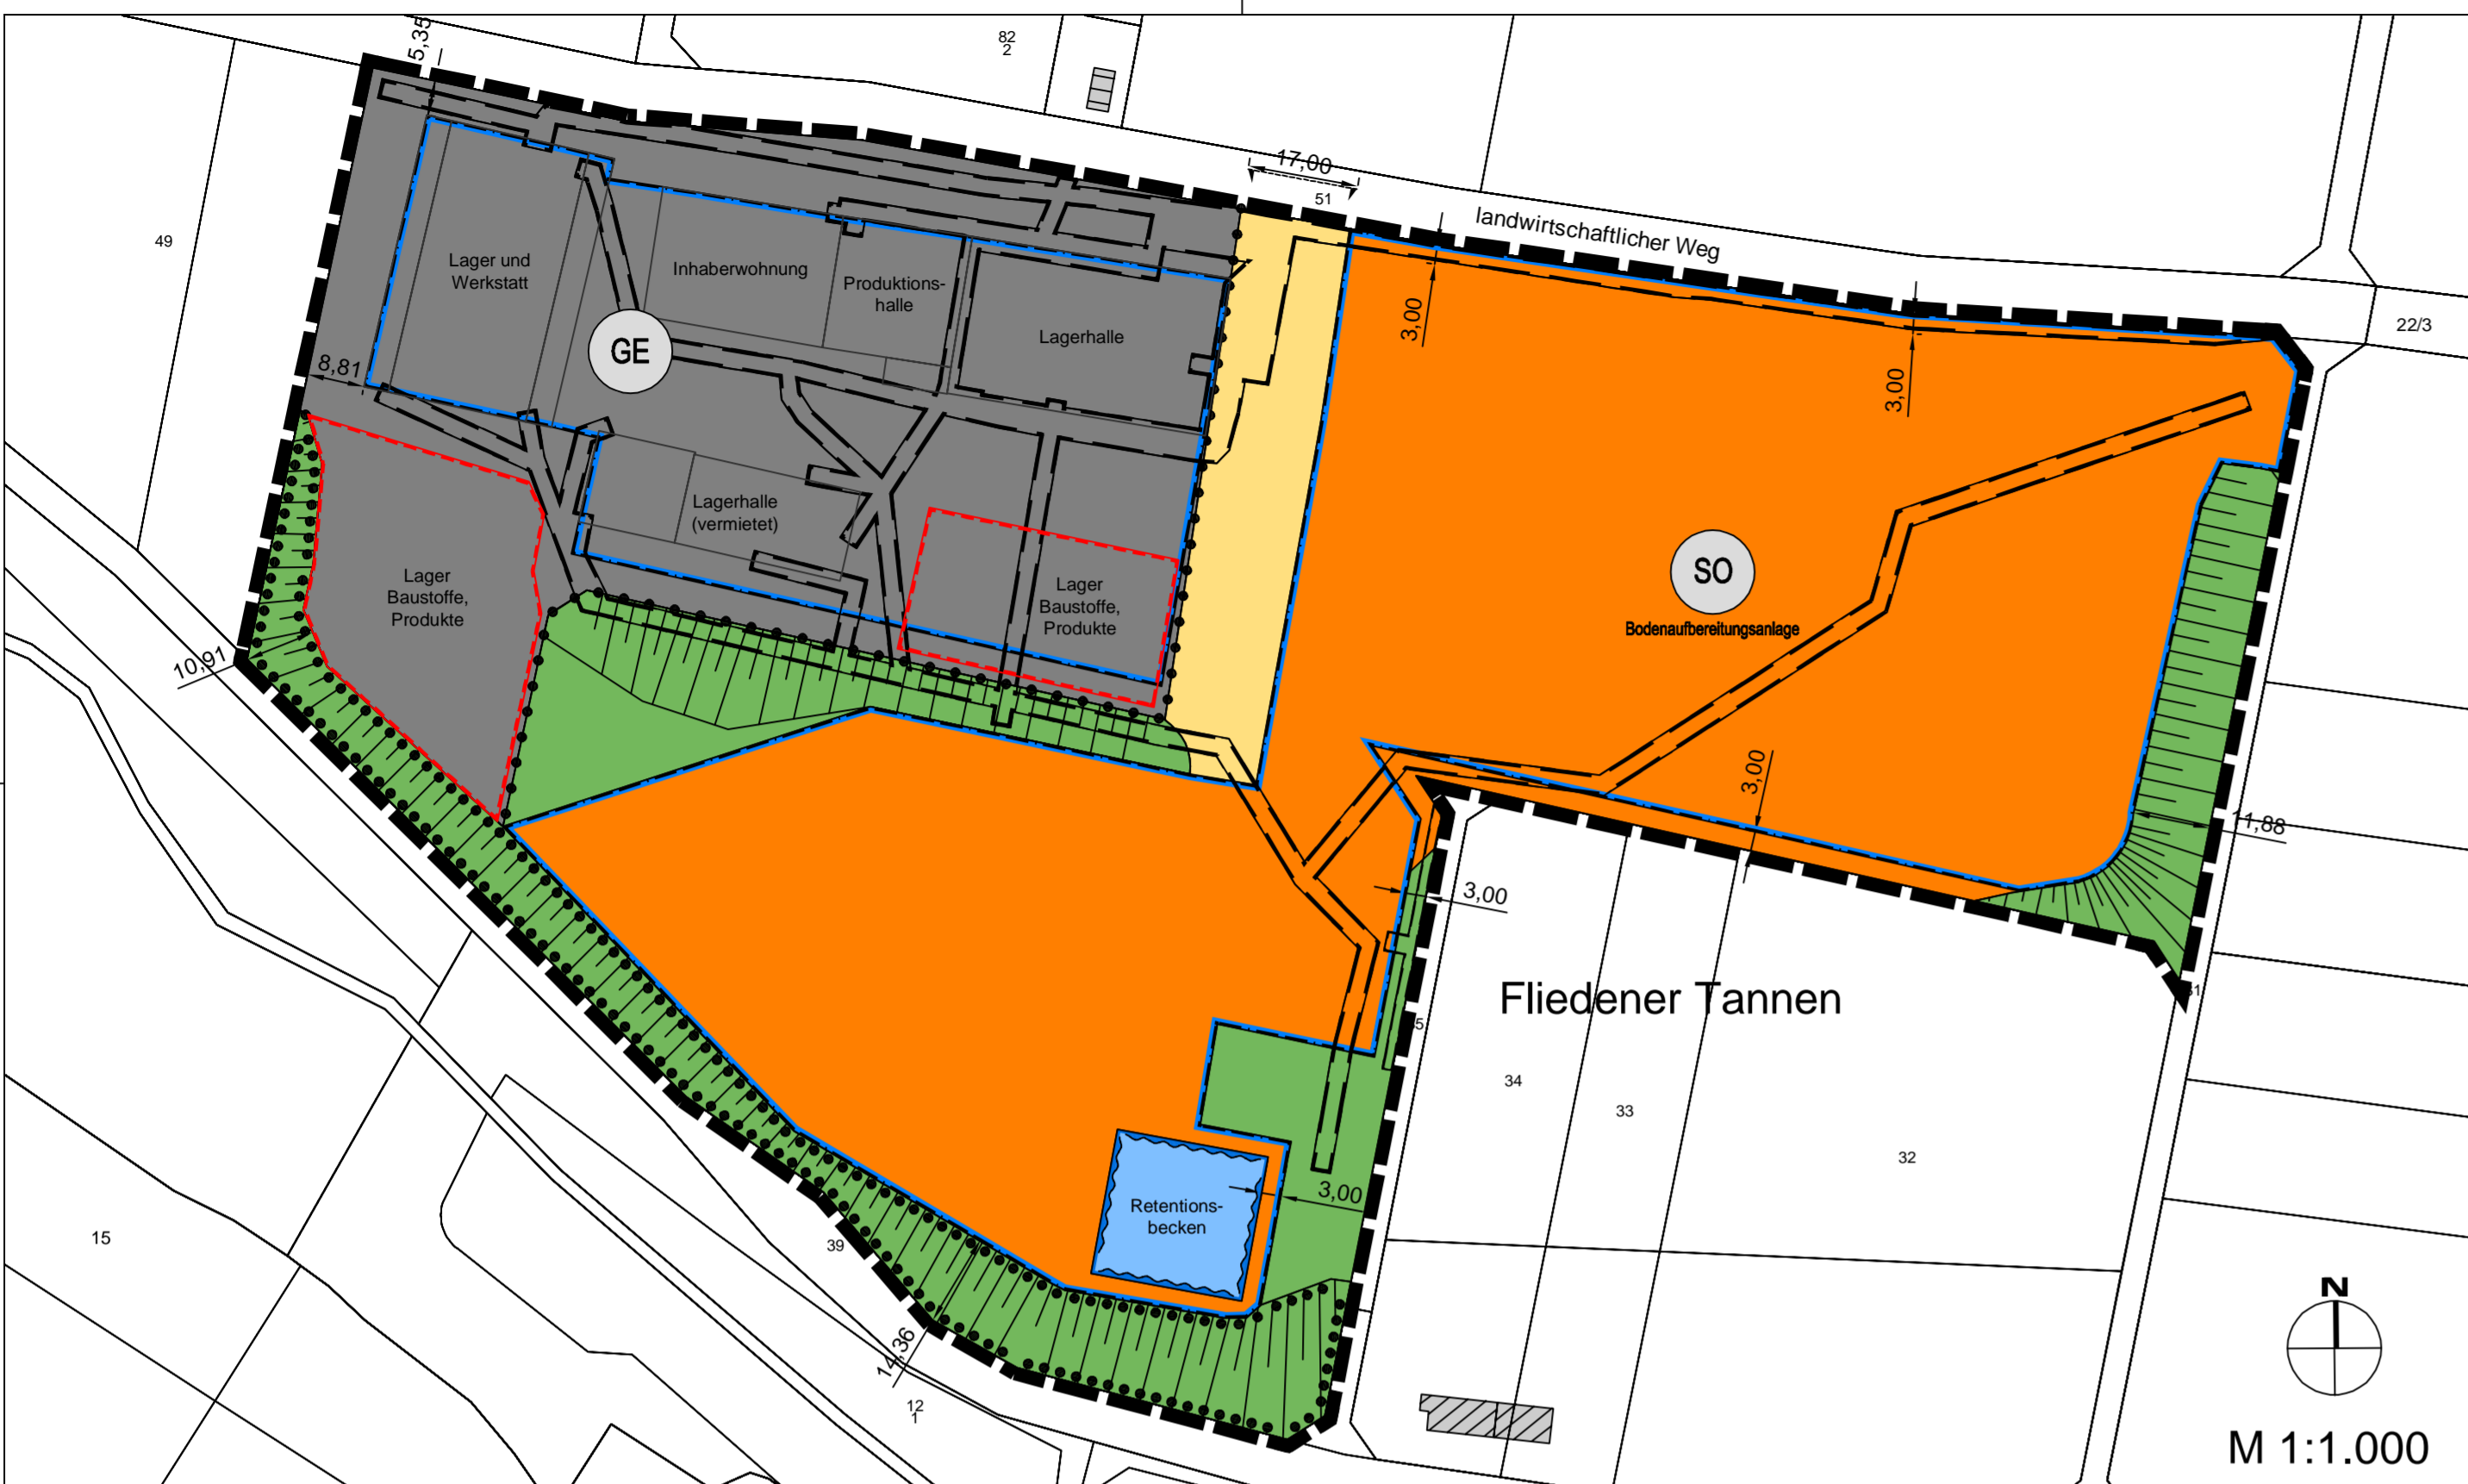 5,35
82
2
17,00
51
landwirtschaftlicher Weg
49
Lager und
Werkstatt
Inhaberwohnung
Produktions-
halle
Lagerhalle
3,00
22/3
GE
8,81
3,00
Lagerhalle
(vermietet)
SO
Bodenaufbereitungsanlage
Lager
Baustoffe,
Produkte
Lager
Baustoffe,
Produkte
10,91
3,00
11,88
3,00
Fliedener Tannen
34
33
32
3,00
Retentions-
becken
15
39
14,36
12
1
N
M 1:1.000